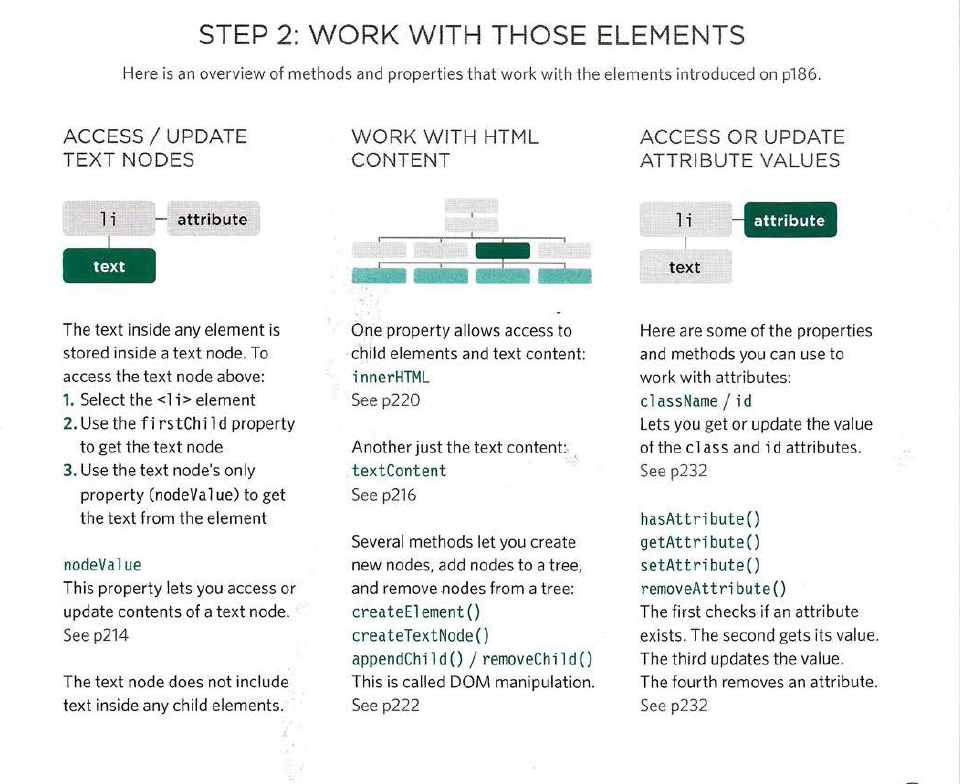 STEP 2: WORK WITH THOSE ELEMENTS
Here is an overview of methods and properties that work with the elements introduced on p186.
ACCESS / UPDATE
TEXT NODES
li
attribute
text
The text inside any element is
stored inside a text node. To
access the text node above:
1. Select the <li> element
2. Use the firstChild property
to get the text node
3. Use the text node's only
property (nodeValue) to get
the text from the element
nodeValue
This property lets you access or
update contents of a text node.
See p214
The text node does not include
text inside any child elements.
WORK WITH HTML
CONTENT
One property allows access to
child elements and text content:
innerHTML
See p220
Another just the text content:
textContent
See p216
Several methods let you create
new nodes, add nodes to a tree,
and remove nodes from a tree:
createElement()
createTextNode()
appendChild() / removeChild()
This is called DOM manipulation.
See p222
ACCESS OR UPDATE
ATTRIBUTE VALUES
li
attribute
text
Here are some of the properties
and methods you can use to
work with attributes:
className / id
Lets you get or update the value
of the class and id attributes.
See p232
hasAttribute()
getAttribute()
setAttribute()
removeAttribute()
The first checks if an attribute
exists. The second gets its value.
The third updates the value.
The fourth removes an attribute.
See p232